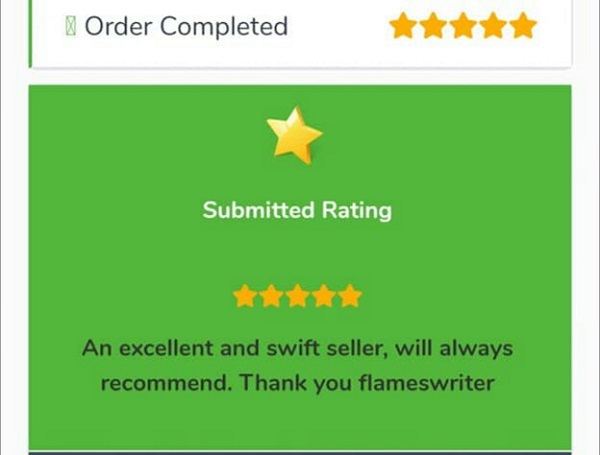 Order Completed
Submitted Rating
An excellent and swift seller, will always
recommend. Thank you flameswriter